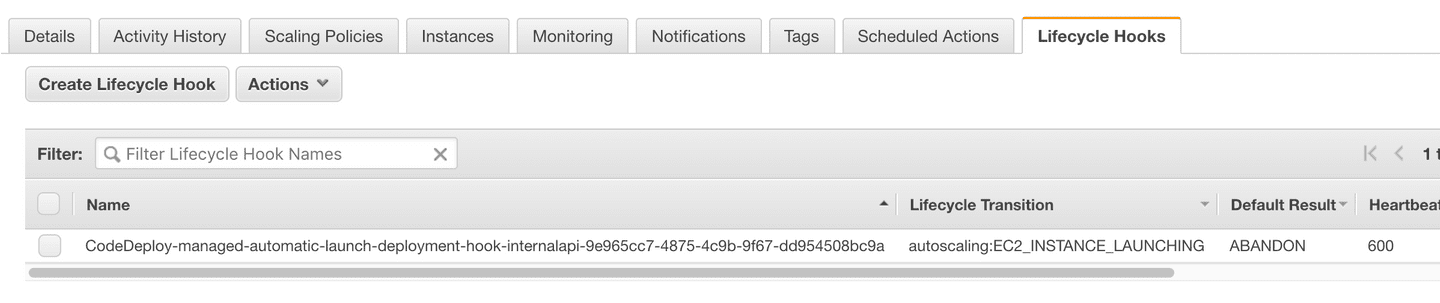 Details Activity History Scaling Policies Instances Monitoring Notifications Tags Scheduled Actions Lifecycle Hooks
Create Lifecycle Hook Actions
Filter: Filter Lifecycle Hook Names 1
Name Lifecycle Transition Default Result Heartbeat
CodeDeploy-managed-automatic-launch-deployment-hook-internalapi-9e965cc7-4875-4c9b-9f67-dd954508bc9a autoscaling:EC2_INSTANCE_LAUNCHING ABANDON 600